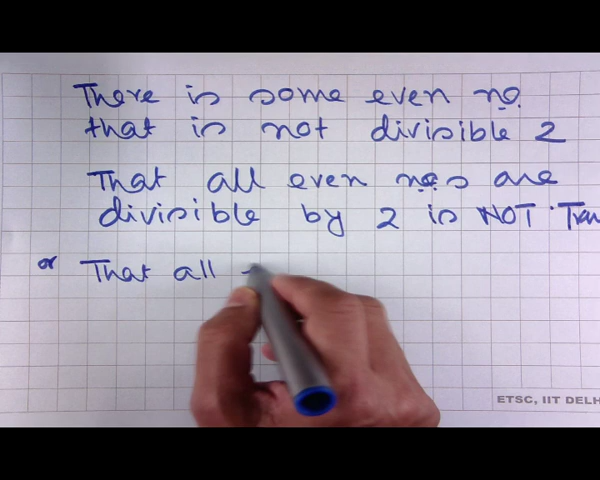 There is some even no
that is not divisible 2
That all even nos are
divisible by 2 is NOT
or That all
ETSC, IIT DELH